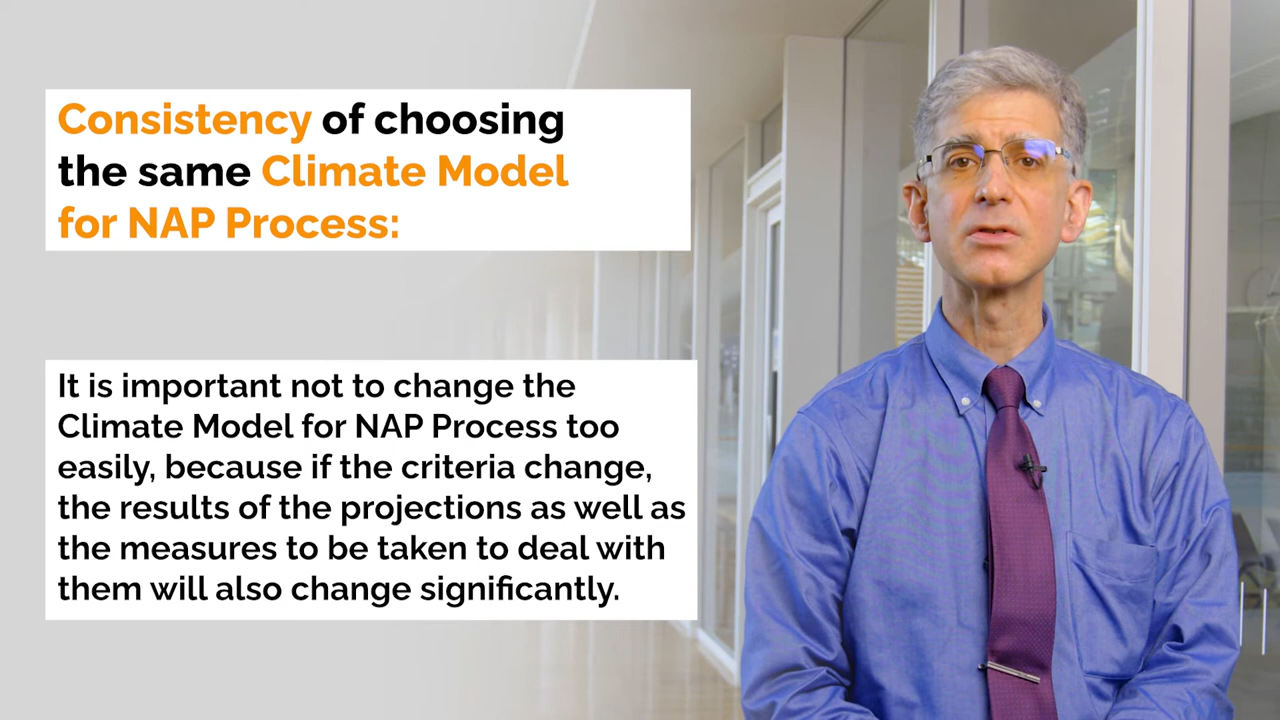 Consistency of choosing
the same Climate Model
for NAP Process:
It is important not to change the
Climate Model for NAP Process too
easily, because if the criteria change,
the results of the projections as well as
the measures to be taken to deal with
them will also change significantly.